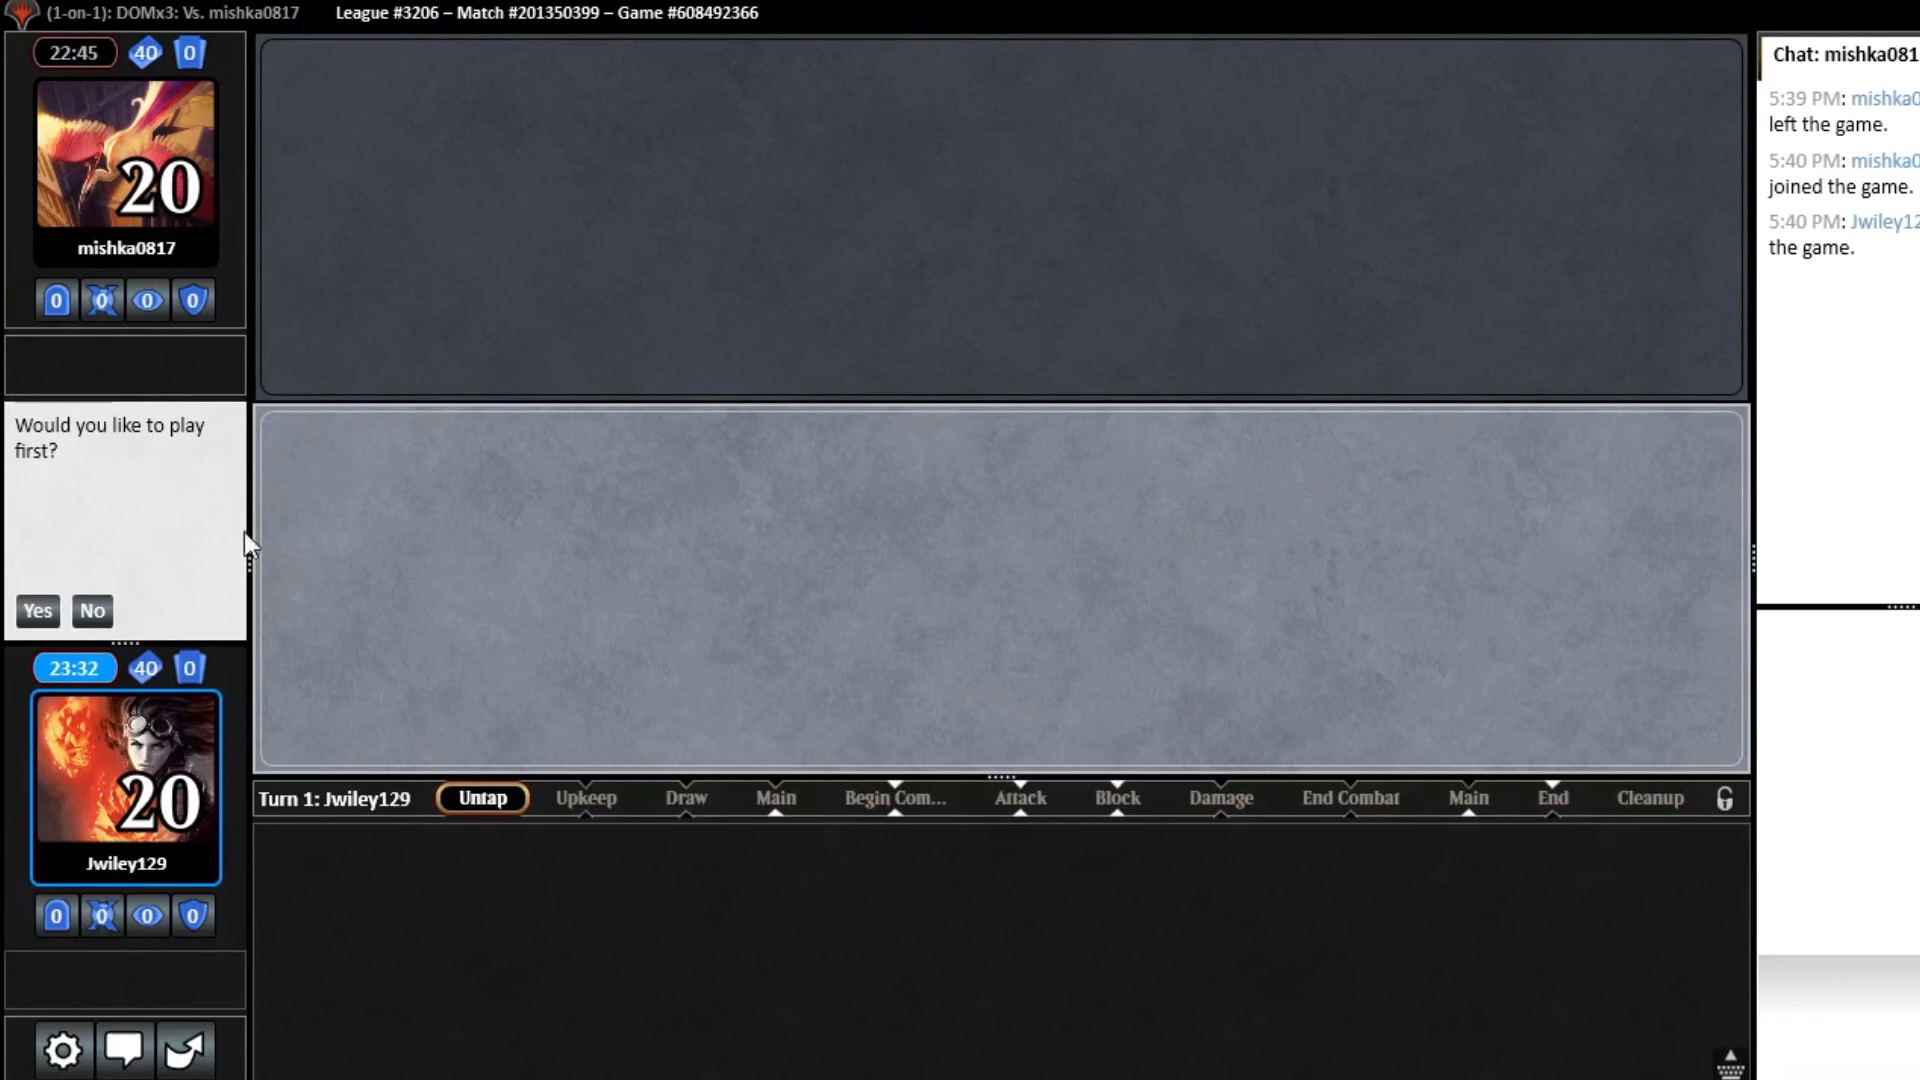 (1-on-1): DOMx3: Vs. mishka0817
League #3206 – Match #201350399 – Game #608492366
22:45
40
0
20
mishka0817
0
0
0
0
Would you like to play
first?
Yes
No
23:32
40
0
20
Jwiley129
0
0
0
0
Turn 1: Jwiley129
Untap
Upkeep
Draw
Main
Begin Com...
Attack
Block
Damage
End Combat
Main
End
Cleanup
Chat: mishka081
5:39 PM: mishka0
left the game.
5:40 PM: mishka0
joined the game.
5:40 PM: Jwiley12
the game.